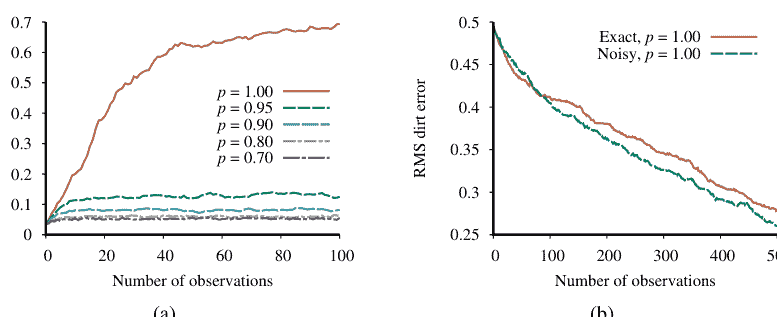 0.7
0.6
0.5
0.4
0.3
0.2
0.1
0
p = 1.00
p = 0.95
p = 0.90
p = 0.80
p = 0.70
0 20 40 60 80 100
Number of observations
(a)
RMS dirt error
0.5
0.45
0.4
0.35
0.3
0.25
Exact, p = 1.00
Noisy, p = 1.00
0 100 200 300 400 500
Number of observations
(b)